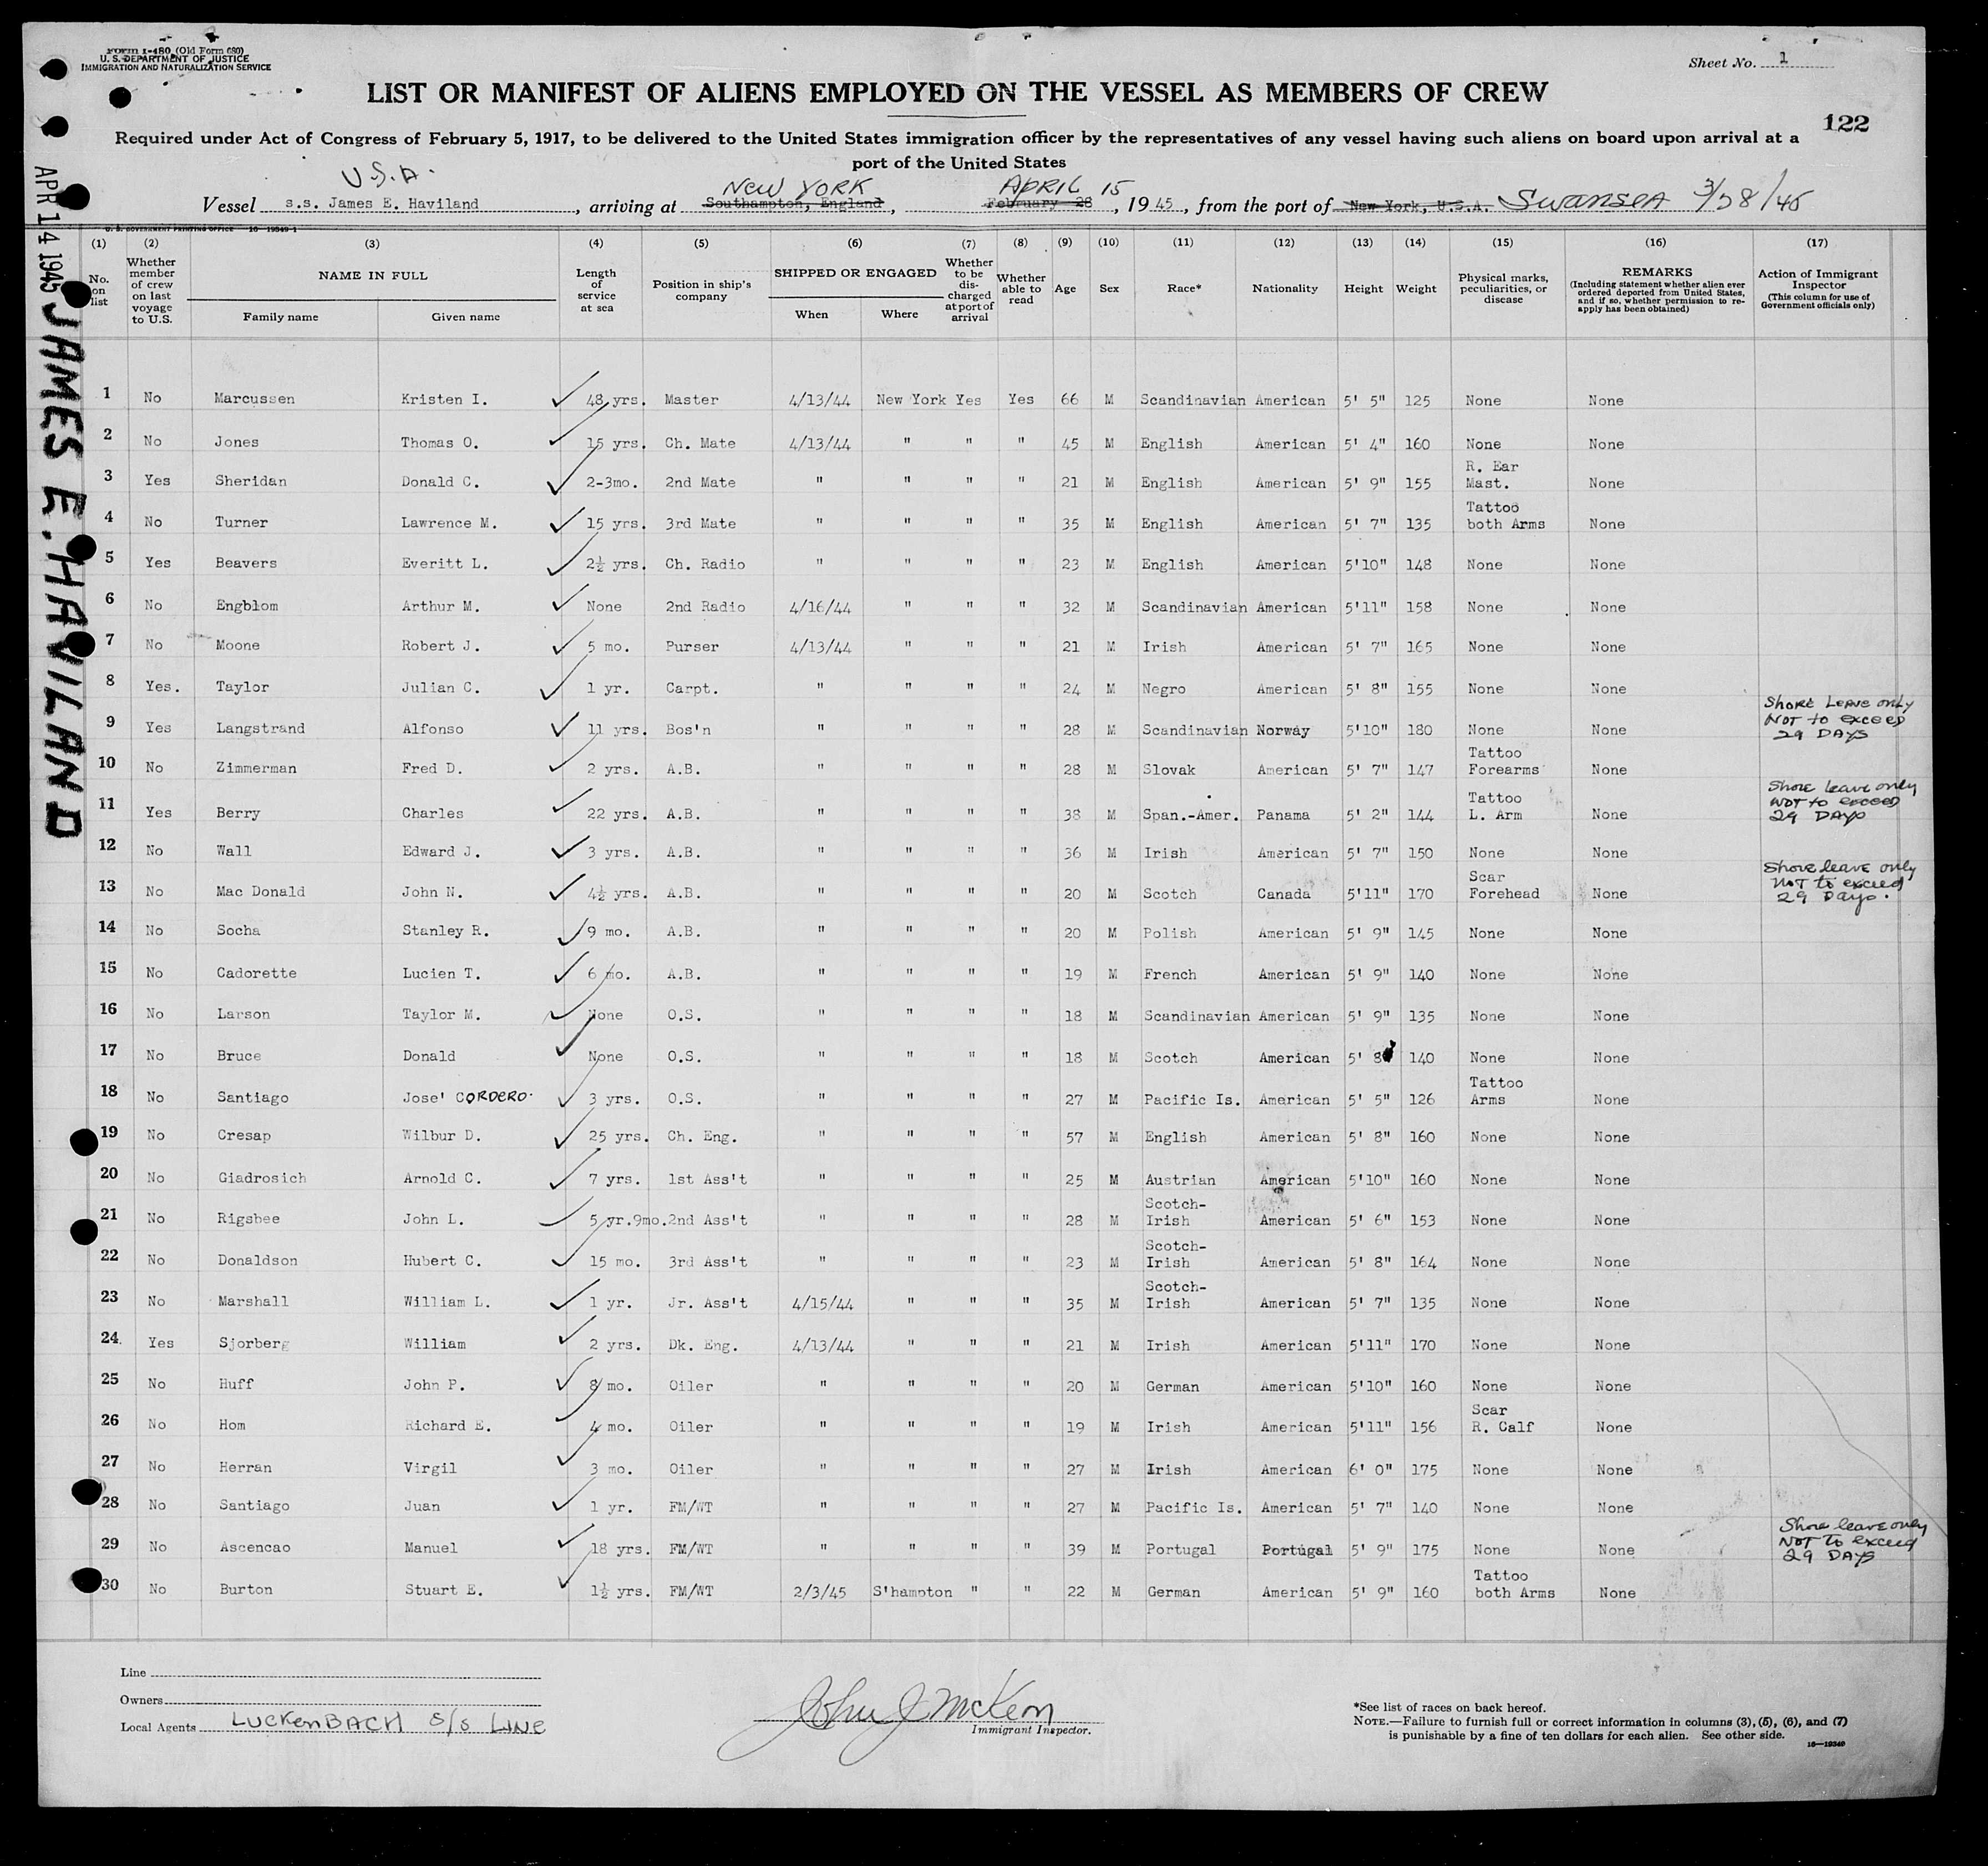 Form I-480 (Old Form 680)
U. S. DEPARTMENT OF JUSTICE
IMMIGRATION AND NATURALIZATION SERVICE
Sheet No. 1
LIST OR MANIFEST OF ALIENS EMPLOYED ON THE VESSEL AS MEMBERS OF CREW
122
Required under Act of Congress of February 5, 1917, to be delivered to the United States immigration officer by the representatives of any vessel having such aliens on board upon arrival at a
port of the United States
U.S.A. NEW YORK APRIL 15
Vessel s.s. James E. Haviland, arriving at Southampton, England, February 28, 1945, from the port of New York, U.S.A. SWANSEA 3/28/45
APR 14 1945 JAMES E. HAVILAND
U. S. GOVERNMENT PRINTING OFFICE 16-19349-1
(1) (2) (3) (4) (5) (6) (7) (8) (9) (10) (11) (12) (13) (14) (15) (16) (17)
No. on list
Whether member of crew on last voyage to U.S.
NAME IN FULL
Family name Given name
Length of service at sea
Position in ship's company
SHIPPED OR ENGAGED
When Where
Whether to be discharged at port of arrival
Whether able to read
Age
Sex
Race*
Nationality
Height
Weight
Physical marks, peculiarities, or disease
REMARKS
(Including statement whether alien ever ordered deported from United States, and if so, whether permission to reapply has been obtained)
Action of Immigrant Inspector
(This column for use of Government officials only)
1 No Marcussen Kristen I. 48 yrs. Master 4/13/44 New York Yes Yes 66 M Scandinavian American 5' 5" 125 None None
2 No Jones Thomas O. 15 yrs. Ch. Mate 4/13/44 " " " 45 M English American 5' 4" 160 None None
3 Yes Sheridan Donald C. 2-3mo. 2nd Mate " " " " 21 M English American 5' 9" 155 R. Ear Mast. None
4 No Turner Lawrence M. 15 yrs. 3rd Mate " " " " 35 M English American 5' 7" 135 Tattoo both Arms None
5 Yes Beavers Everitt L. 2½ yrs. Ch. Radio " " " " 23 M English American 5'10" 148 None None
6 No Engblom Arthur M. None 2nd Radio 4/16/44 " " " 32 M Scandinavian American 5'11" 158 None None
7 No Moone Robert J. 5 mo. Purser 4/13/44 " " " 21 M Irish American 5' 7" 165 None None
8 Yes. Taylor Julian C. 1 yr. Carpt. " " " " 24 M Negro American 5' 8" 155 None None
9 Yes Langstrand Alfonso 11 yrs. Bos'n " " " " 28 M Scandinavian Norway 5'10" 180 None None SHORE LEAVE ONLY NOT to exceed 29 DAYS
10 No Zimmerman Fred D. 2 yrs. A.B. " " " " 28 M Slovak American 5' 7" 147 Tattoo Forearms None
11 Yes Berry Charles 22 yrs. A.B. " " " " 38 M Span.-Amer. Panama 5' 2" 144 Tattoo L. Arm None Shore leave only NOT to exceed 29 DAYS
12 No Wall Edward J. 3 yrs. A.B. " " " " 36 M Irish American 5' 7" 150 None None
13 No Mac Donald John N. 4½ yrs. A.B. " " " " 20 M Scotch Canada 5'11" 170 Scar Forehead None Shore leave only NOT to exceed 29 Days.
14 No Socha Stanley R. 9 mo. A.B. " " " " 20 M Polish American 5' 9" 145 None None
15 No Cadorette Lucien T. 6 mo. A.B. " " " " 19 M French American 5' 9" 140 None None
16 No Larson Taylor M. None O.S. " " " " 18 M Scandinavian American 5' 9" 135 None None
17 No Bruce Donald None O.S. " " " " 18 M Scotch American 5' 8" 140 None None
18 No Santiago Jose' CORDERO. 3 yrs. O.S. " " " " 27 M Pacific Is. American 5' 5" 126 Tattoo Arms None
19 No Cresap Wilbur D. 25 yrs. Ch. Eng. " " " " 57 M English American 5' 8" 160 None None
20 No Giadrosich Arnold C. 7 yrs. 1st Ass't " " " " 25 M Austrian American 5'10" 160 None None
21 No Rigsbee John L. 5 yr.9mo. 2nd Ass't " " " " 28 M Scotch-Irish American 5' 6" 153 None None
22 No Donaldson Hubert C. 15 mo. 3rd Ass't " " " " 23 M Scotch-Irish American 5' 8" 164 None None
23 No Marshall William L. 1 yr. Jr. Ass't 4/15/44 " " " 35 M Scotch-Irish American 5' 7" 135 None None
24 Yes Sjorberg William 2 yrs. Dk. Eng. 4/13/44 " " " 21 M Irish American 5'11" 170 None None
25 No Huff John P. 8 mo. Oiler " " " " 20 M German American 5'10" 160 None None
26 No Hom Richard E. 4 mo. Oiler " " " " 19 M Irish American 5'11" 156 Scar R. Calf None
27 No Herran Virgil 3 mo. Oiler " " " " 27 M Irish American 6' 0" 175 None None
28 No Santiago Juan 1 yr. FM/WT " " " " 27 M Pacific Is. American 5' 7" 140 None None
29 No Ascencao Manuel 18 yrs. FM/WT " " " " 39 M Portugal Portugal 5' 9" 175 None None Shore leave only NOT to exceed 29 DAYS
30 No Burton Stuart E. 1½ yrs. FM/WT 2/3/45 S'hampton " " 22 M German American 5' 9" 160 Tattoo both Arms None
Line
Owners
Local Agents LUCKENBACH S/S LINE
John J McKem
Immigrant Inspector.
*See list of races on back hereof.
NOTE.—Failure to furnish full or correct information in columns (3), (5), (6), and (7)
is punishable by a fine of ten dollars for each alien. See other side.
16—19349